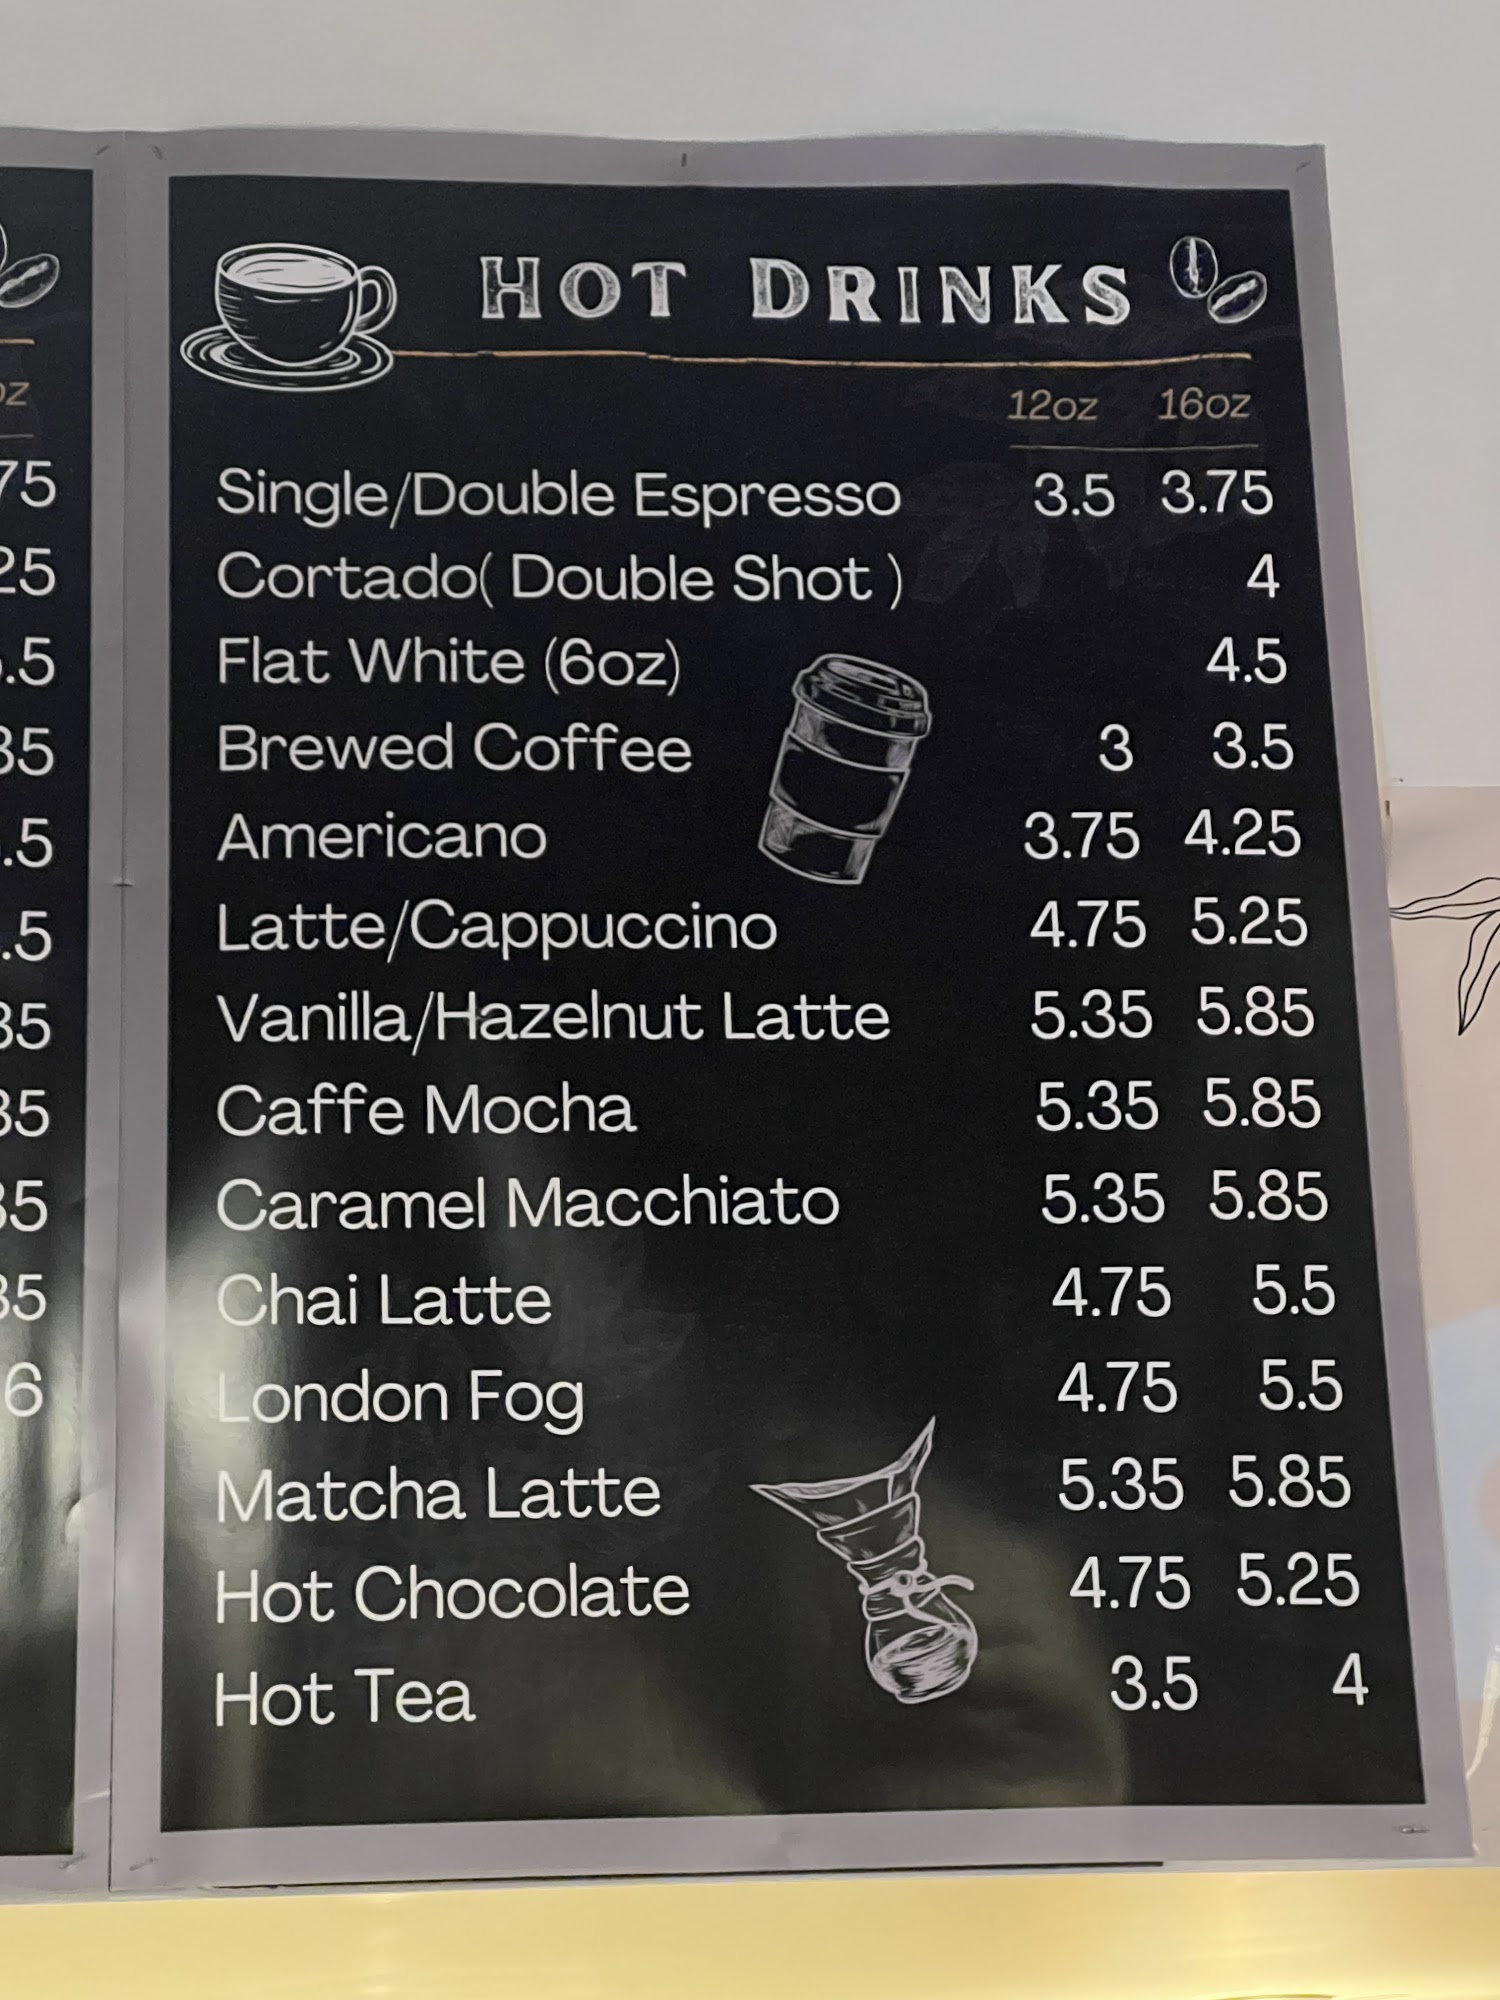 HOT DRINKS
12oz 16oz
Single/Double Espresso 3.5 3.75
Cortado( Double Shot ) 4
Flat White (6oz) 4.5
Brewed Coffee 3 3.5
Americano 3.75 4.25
Latte/Cappuccino 4.75 5.25
Vanilla/Hazelnut Latte 5.35 5.85
Caffe Mocha 5.35 5.85
Caramel Macchiato 5.35 5.85
Chai Latte 4.75 5.5
London Fog 4.75 5.5
Matcha Latte 5.35 5.85
Hot Chocolate 4.75 5.25
Hot Tea 3.5 4